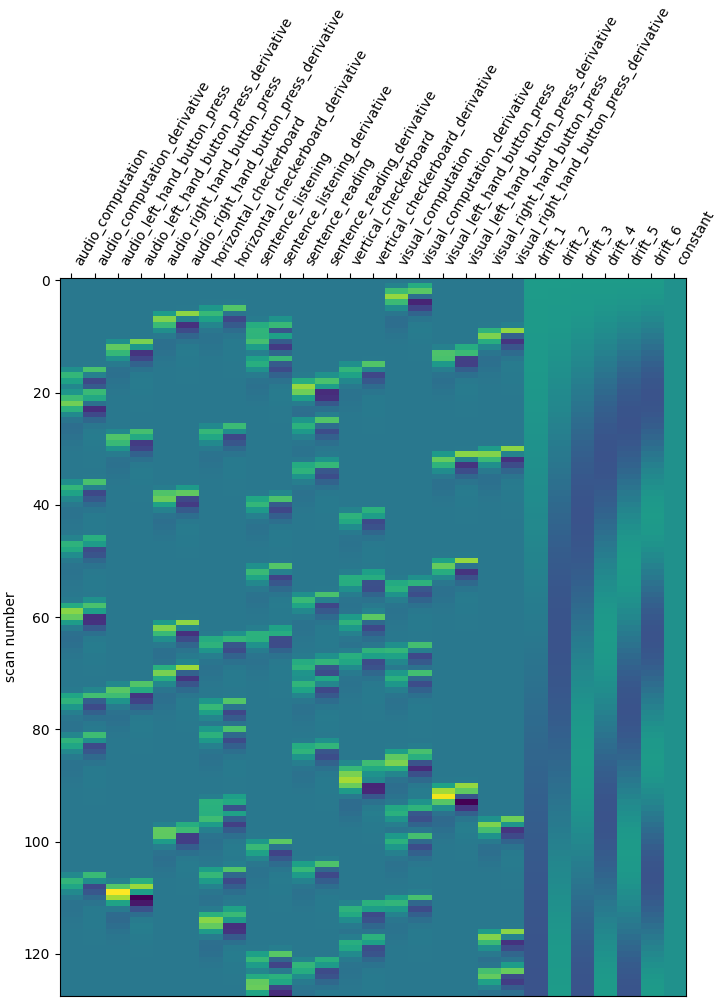 audio_computation
audio_computation_derivative
audio_left_hand_button_press
audio_left_hand_button_press_derivative
audio_right_hand_button_press
audio_right_hand_button_press_derivative
horizontal_checkerboard
horizontal_checkerboard_derivative
sentence_listening
sentence_listening_derivative
sentence_reading
sentence_reading_derivative
vertical_checkerboard
vertical_checkerboard_derivative
visual_computation
visual_computation_derivative
visual_left_hand_button_press
visual_left_hand_button_press_derivative
visual_right_hand_button_press
visual_right_hand_button_press_derivative
drift_1
drift_2
drift_3
drift_4
drift_5
drift_6
constant
0
20
40
60
80
100
120
scan number